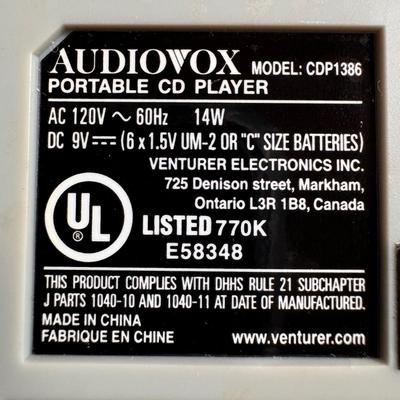 AUDIOVOX MODEL: CDP1386
PORTABLE CD PLAYER
AC 120V ~ 60Hz 14W
DC 9V ⎓ (6 x 1.5V UM-2 OR "C" SIZE BATTERIES)
VENTURER ELECTRONICS INC.
725 Denison street, Markham,
Ontario L3R 1B8, Canada
UL ®
LISTED 770K
E58348
THIS PRODUCT COMPLIES WITH DHHS RULE 21 SUBCHAPTER
J PARTS 1040-10 AND 1040-11 AT DATE OF MANUFACTURED.
MADE IN CHINA
FABRIQUE EN CHINE www.venturer.com